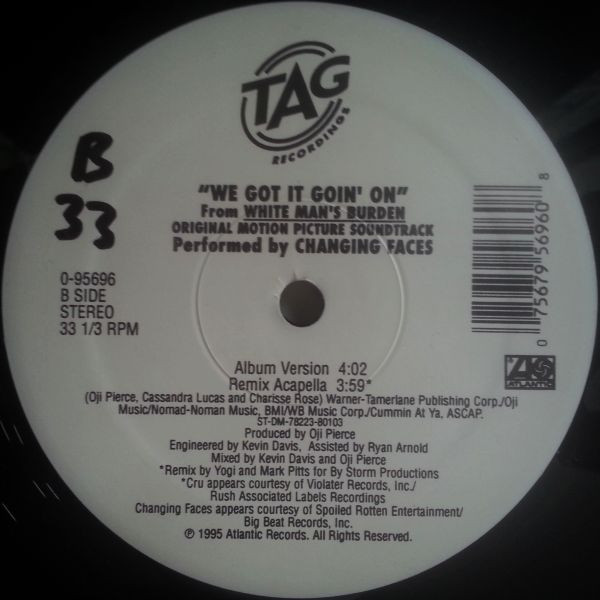 TAG
RECORDINGS
B
33
"WE GOT IT GOIN' ON"
From WHITE MAN'S BURDEN
ORIGINAL MOTION PICTURE SOUNDTRACK
Performed by CHANGING FACES
0-95696
B SIDE
STEREO
33 1/3 RPM
0 75679 56960 8
ATLANTIC
Album Version 4:02
Remix Acapella 3:59*
(Oji Pierce, Cassandra Lucas and Charisse Rose) Warner-Tamerlane Publishing Corp./Oji
Music/Nomad-Noman Music, BMI/WB Music Corp./Cummin At Ya, ASCAP.
ST-DM-78223-80103
Produced by Oji Pierce
Engineered by Kevin Davis, Assisted by Ryan Arnold
Mixed by Kevin Davis and Oji Pierce
*Remix by Yogi and Mark Pitts for By Storm Productions
*Cru appears courtesy of Violater Records, Inc./
Rush Associated Labels Recordings
Changing Faces appears courtesy of Spoiled Rotten Entertainment/
Big Beat Records, Inc.
℗ 1995 Atlantic Records. All Rights Reserved.